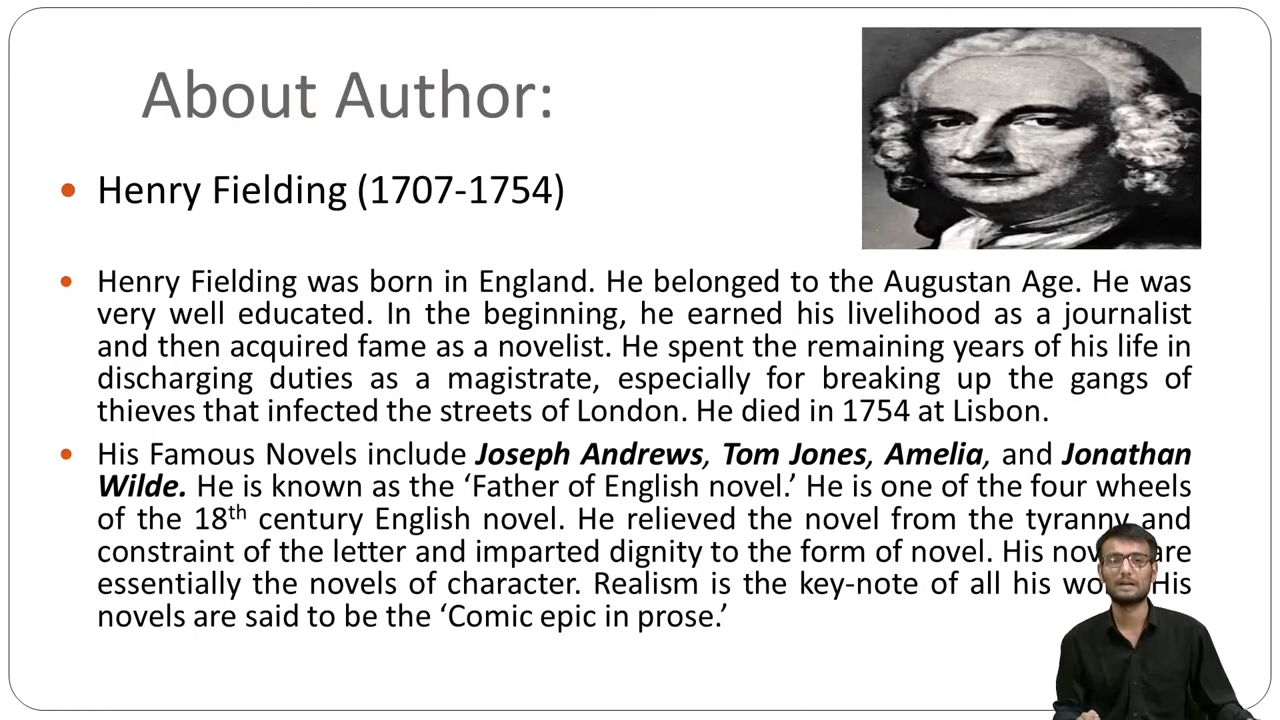 About Author:
• Henry Fielding (1707-1754)
• Henry Fielding was born in England. He belonged to the Augustan Age. He was
very well educated. In the beginning, he earned his livelihood as a journalist
and then acquired fame as a novelist. He spent the remaining years of his life in
discharging duties as a magistrate, especially for breaking up the gangs of
thieves that infected the streets of London. He died in 1754 at Lisbon.
• His Famous Novels include Joseph Andrews, Tom Jones, Amelia, and Jonathan
Wilde. He is known as the ‘Father of English novel.’ He is one of the four wheels
of the 18th century English novel. He relieved the novel from the tyranny and
constraint of the letter and imparted dignity to the form of novel. His are
essentially the novels of character. Realism is the key-note of all his His
novels are said to be the ‘Comic epic in prose.’